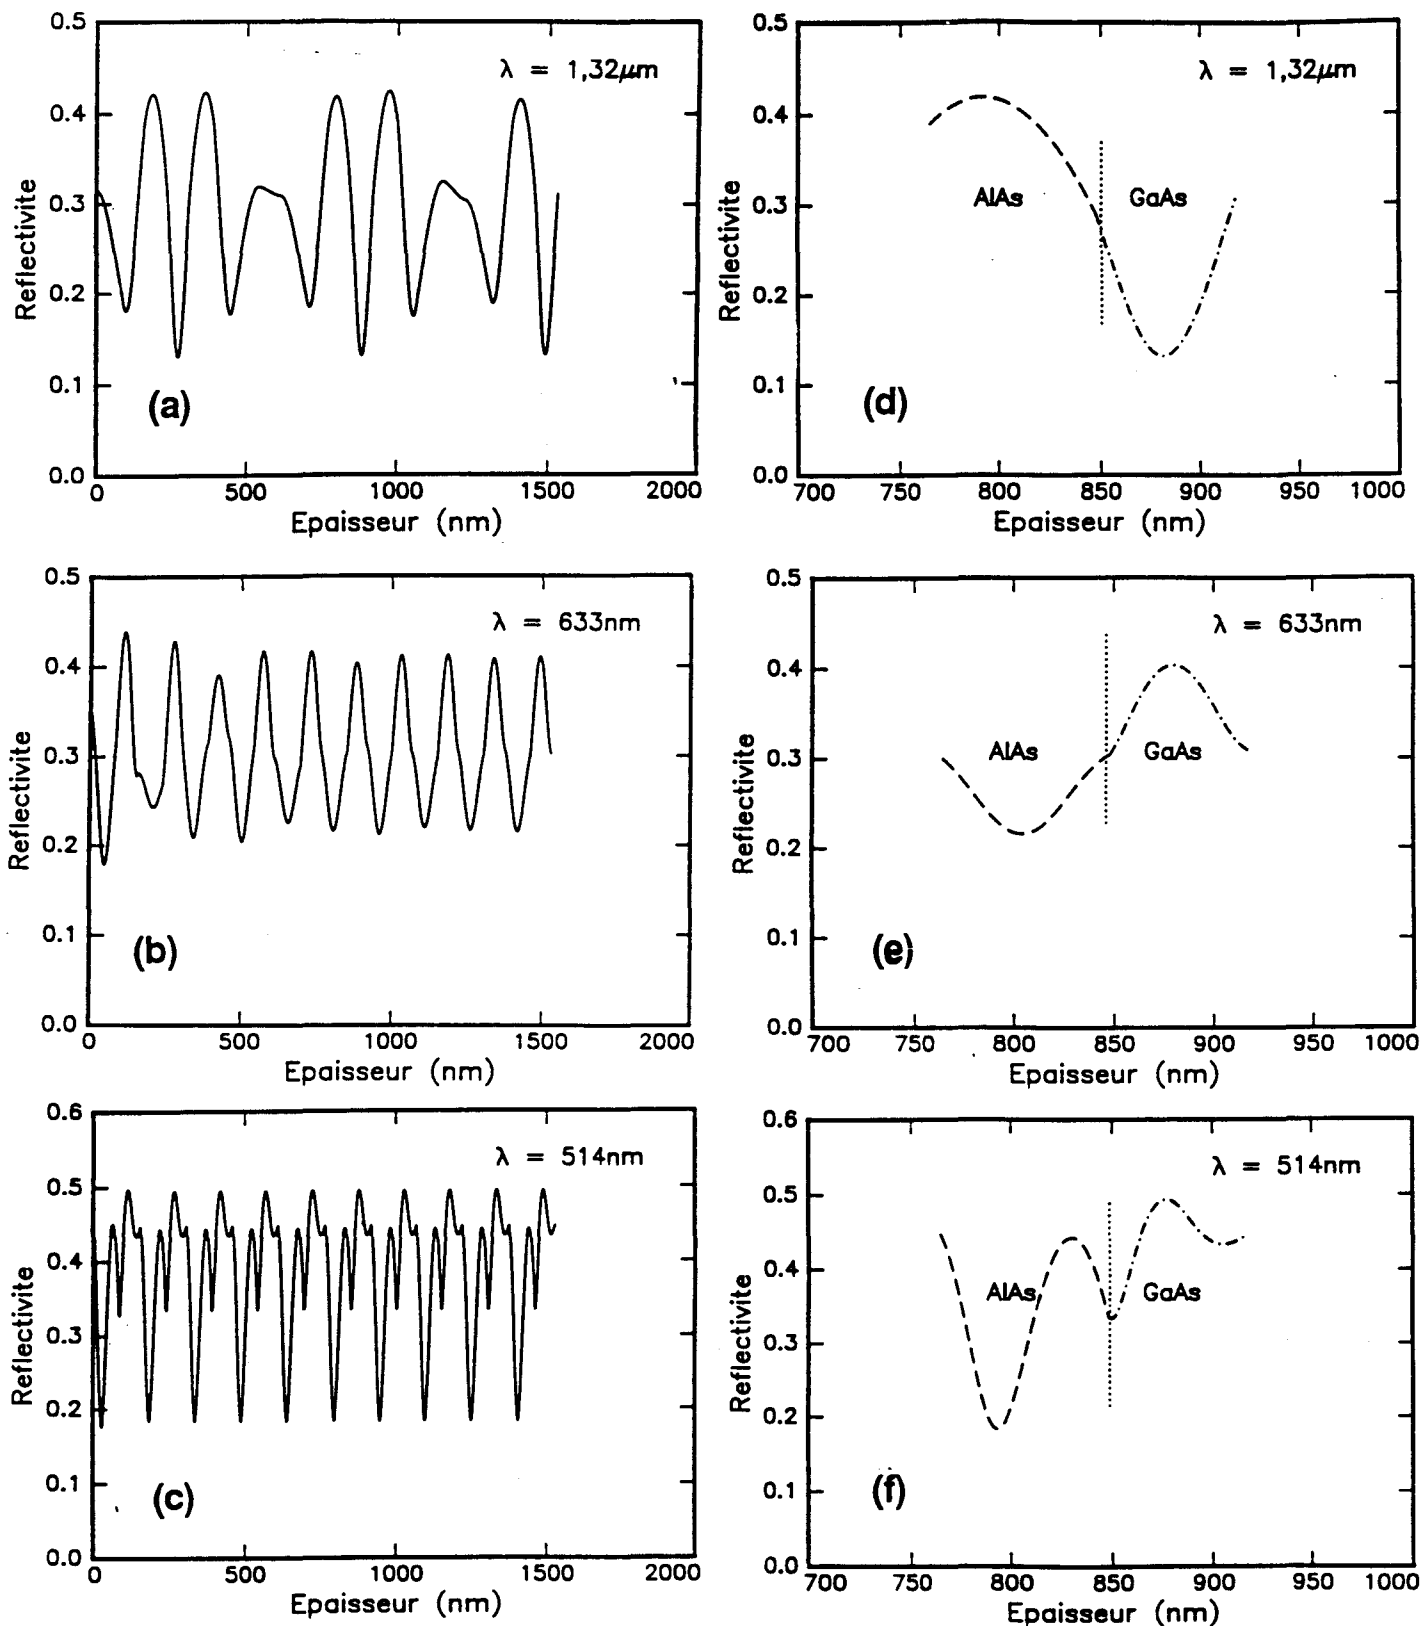 0.5
0.4
0.3
0.2
0.1
0.0
Reflectivite
λ = 1,32μm
(a)
0 500 1000 1500 2000
Epaisseur (nm)
0.5
0.4
0.3
0.2
0.1
0.0
Reflectivite
λ = 1,32μm
AlAs GaAs
(d)
700 750 800 850 900 950 1000
Epaisseur (nm)
0.5
0.4
0.3
0.2
0.1
0.0
Reflectivite
λ = 633nm
(b)
0 500 1000 1500 2000
Epaisseur (nm)
0.5
0.4
0.3
0.2
0.1
0.0
Reflectivite
λ = 633nm
AlAs GaAs
(e)
700 750 800 850 900 950 1000
Epaisseur (nm)
0.6
0.5
0.4
0.3
0.2
0.1
0.0
Reflectivite
λ = 514nm
(c)
0 500 1000 1500 2000
Epaisseur (nm)
0.6
0.5
0.4
0.3
0.2
0.1
0.0
Reflectivite
λ = 514nm
AlAs GaAs
(f)
700 750 800 850 900 950 1000
Epaisseur (nm)